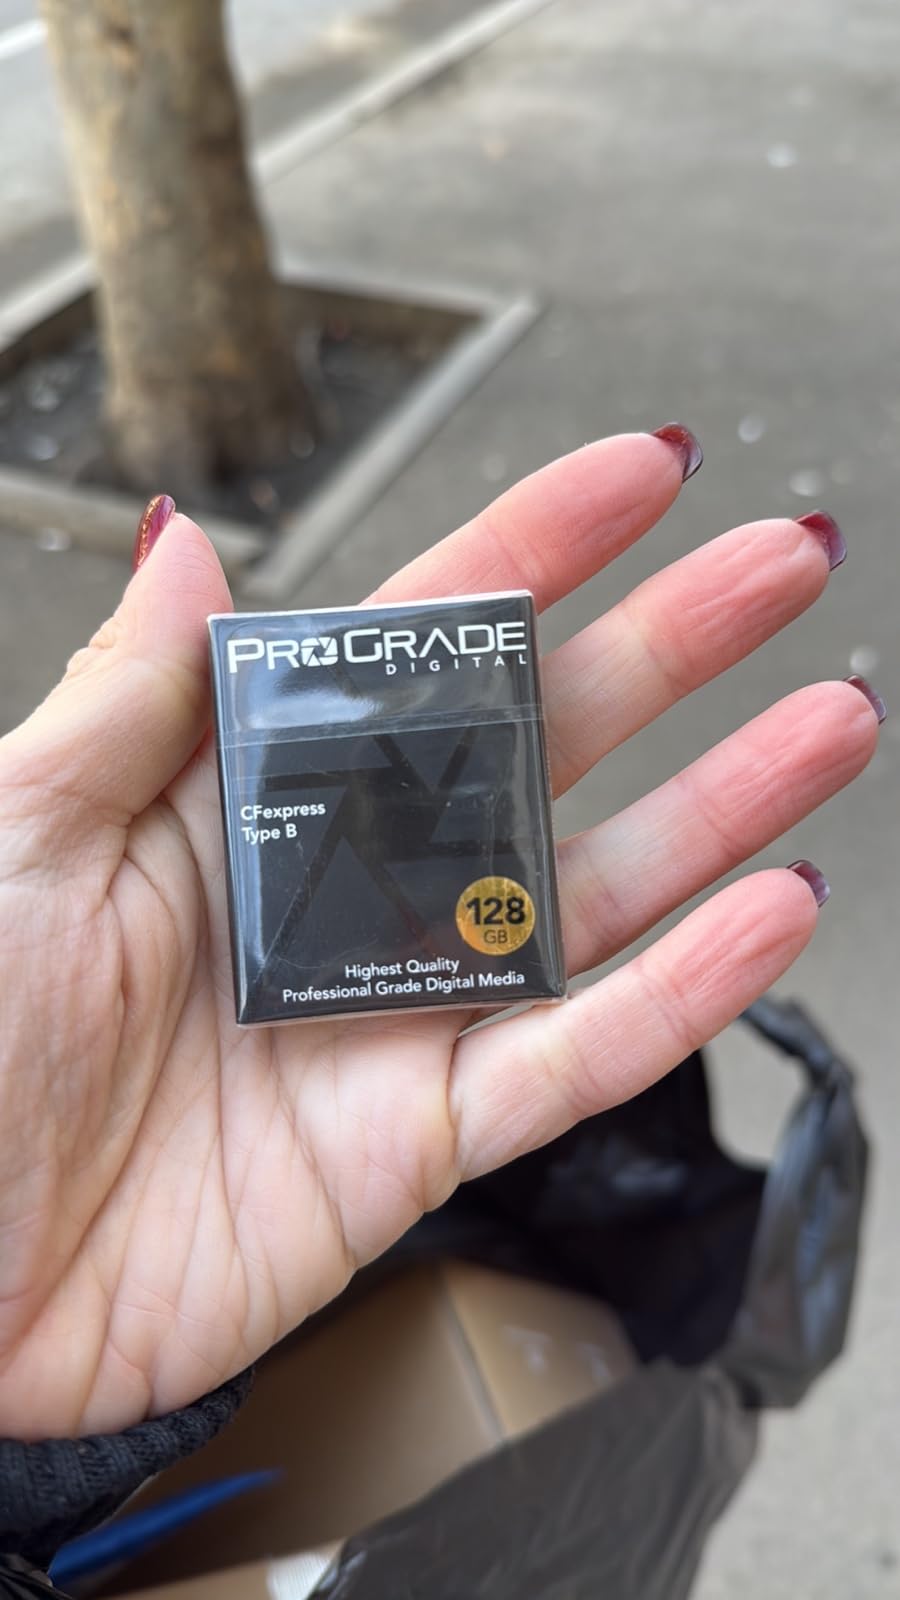 PROGRADE
DIGITAL
CFexpress
Type B
128
GB
Highest Quality
Professional Grade Digital Media